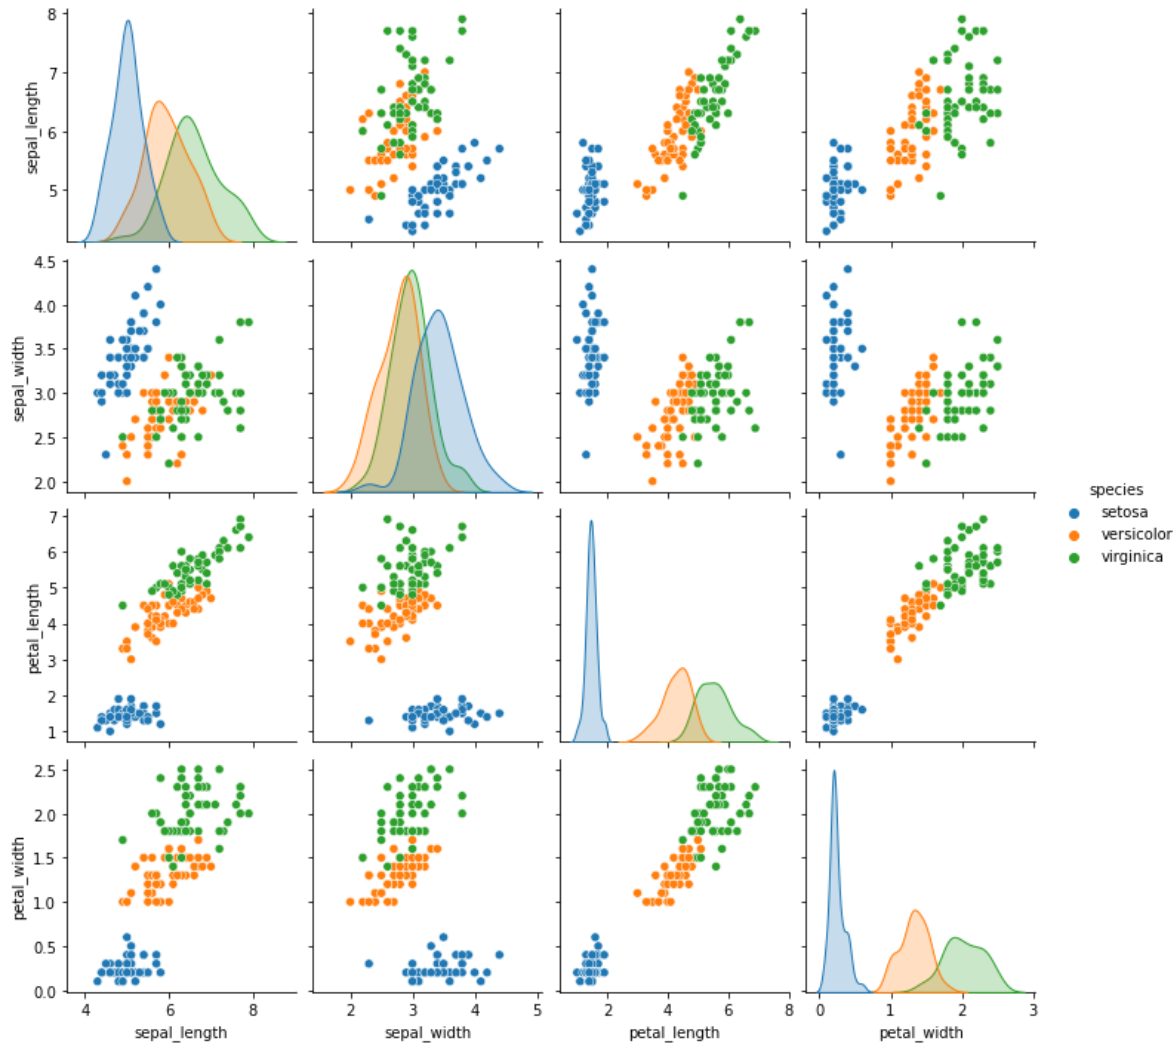 8
7
6
5
sepal_length
4.5
4.0
3.5
3.0
2.5
2.0
sepal_width
species
setosa
versicolor
virginica
7
6
5
4
3
2
1
petal_length
2.5
2.0
1.5
1.0
0.5
0.0
petal_width
4 6 8
2 3 4 5
2 4 6 8
0 1 2 3
sepal_length
sepal_width
petal_length
petal_width